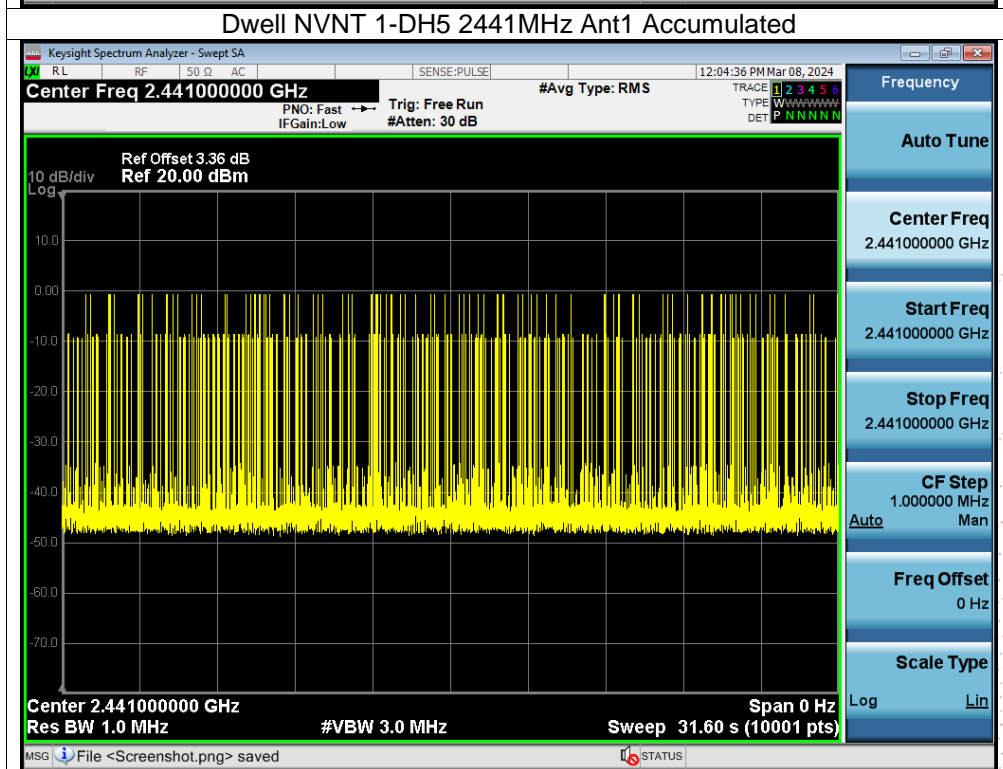 Dwell NVNT 1-DH5 2441MHz Ant1 Accumulated
Keysight Spectrum Analyzer - Swept SA
LXI RL RF 50 Ω AC SENSE:PULSE 12:04:36 PM Mar 08, 2024
Center Freq 2.441000000 GHz #Avg Type: RMS TRACE 1 2 3 4 5 6
PNO: Fast Trig: Free Run TYPE WWWWWW
IFGain:Low #Atten: 30 dB DET P N N N N N
Ref Offset 3.36 dB
10 dB/div Ref 20.00 dBm
Log
10.0
0.00
-10.0
-20.0
-30.0
-40.0
-50.0
-60.0
-70.0
Center 2.441000000 GHz Span 0 Hz
Res BW 1.0 MHz #VBW 3.0 MHz Sweep 31.60 s (10001 pts)
MSG File <Screenshot.png> saved STATUS
Frequency
Auto Tune
Center Freq
2.441000000 GHz
Start Freq
2.441000000 GHz
Stop Freq
2.441000000 GHz
CF Step
1.000000 MHz
Auto Man
Freq Offset
0 Hz
Scale Type
Log Lin